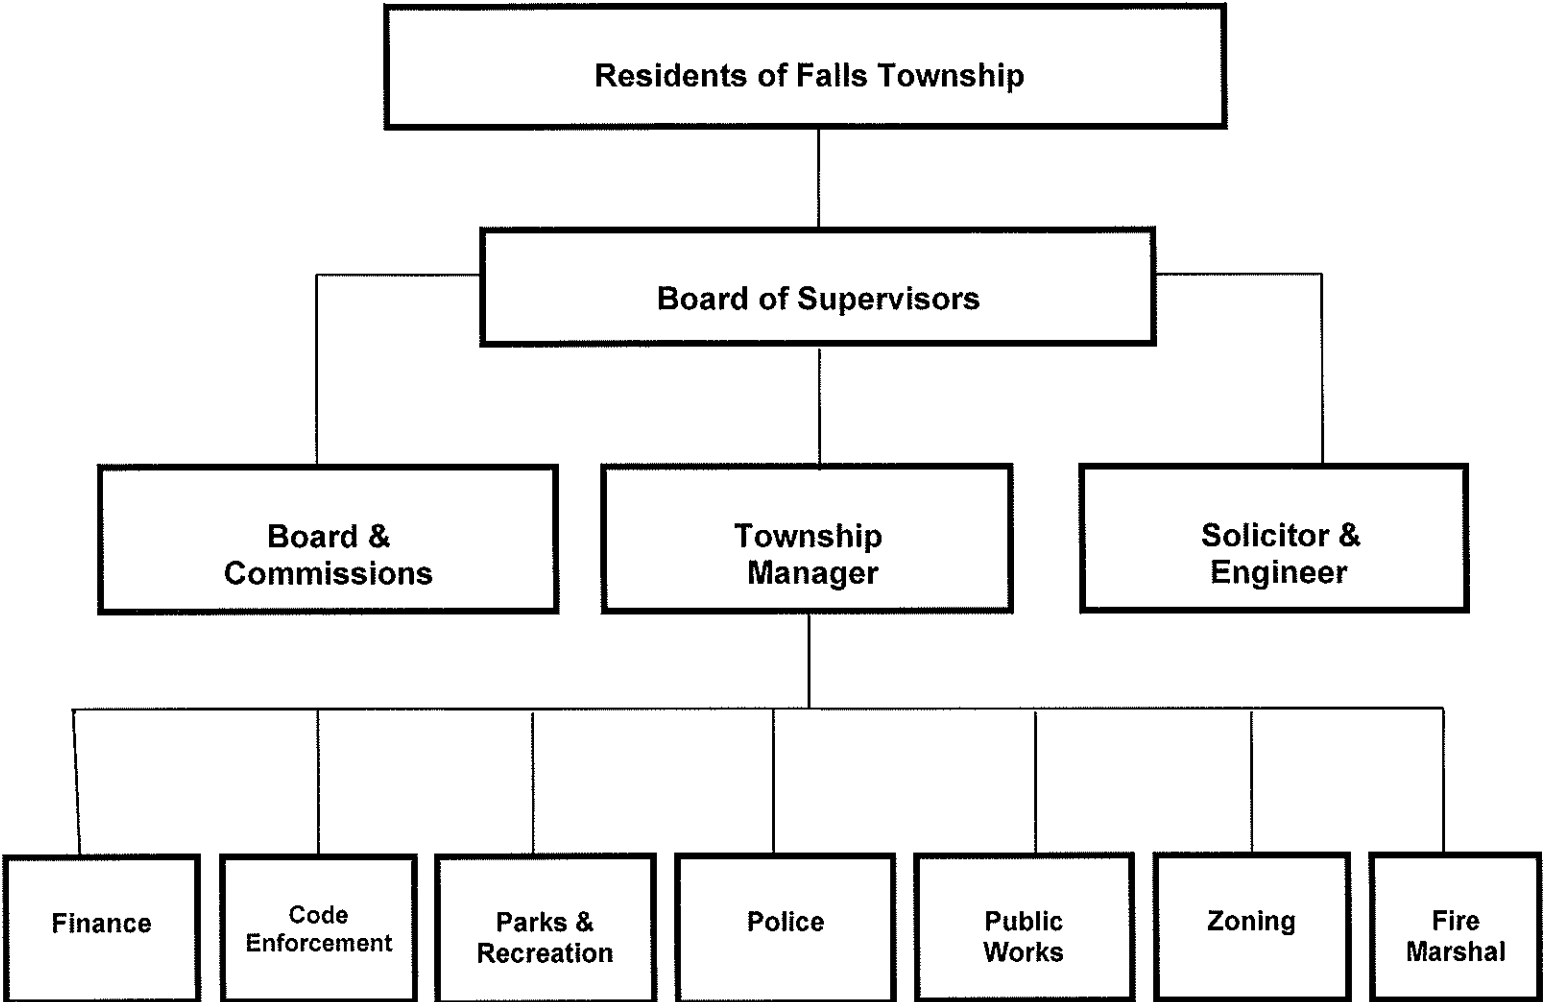 Residents of Falls Township
Board of Supervisors
Board &
Commissions
Township
Manager
Solicitor &
Engineer
Finance
Code
Enforcement
Parks &
Recreation
Police
Public
Works
Zoning
Fire
Marshal